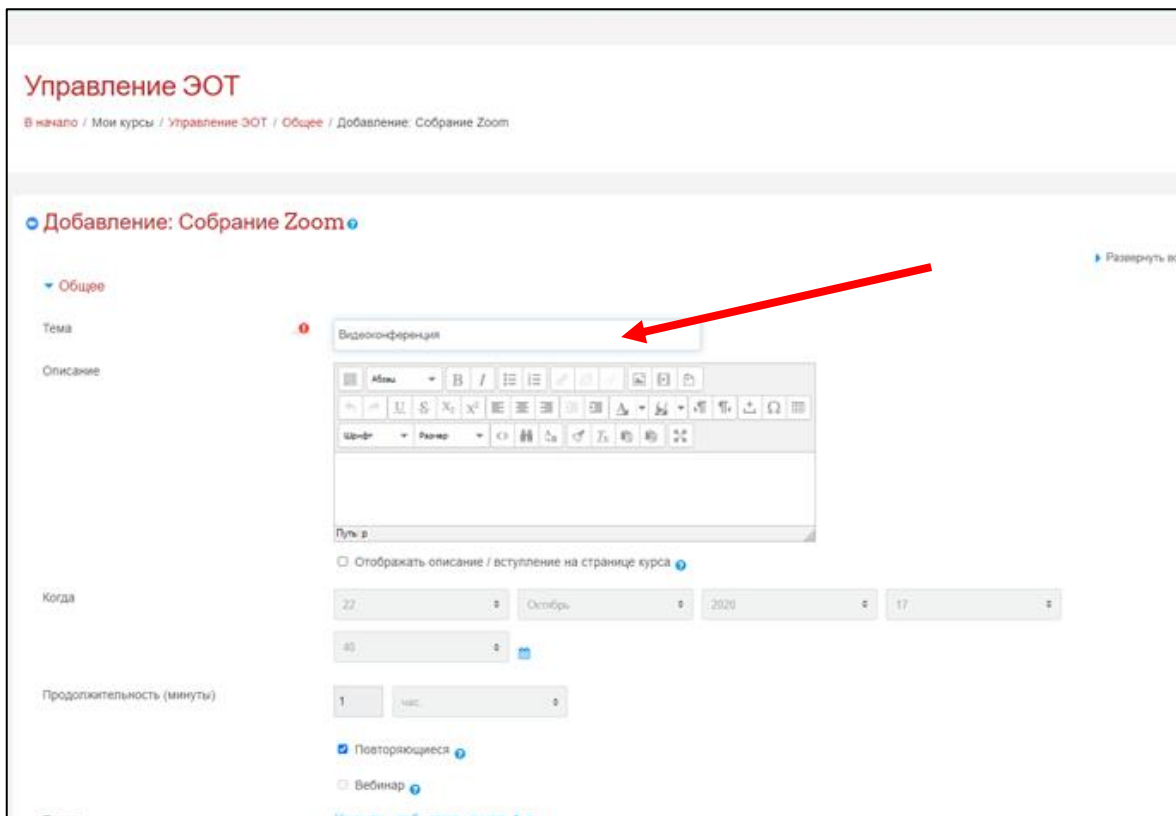 Управление ЭОТ
В начало / Мои курсы / Управление ЭОТ / Общее / Добавление: Собрание Zoom
Добавление: Собрание Zoom
Развернуть
Общее
Тема
Видеоконференция
Описание
Абзац
Шрифт Размер
Путь: p
Отображать описание / вступление на странице курса
Когда
22 Октябрь 2020 17
40
Продолжительность (минуты)
1 час
Повторяющиеся
Вебинар